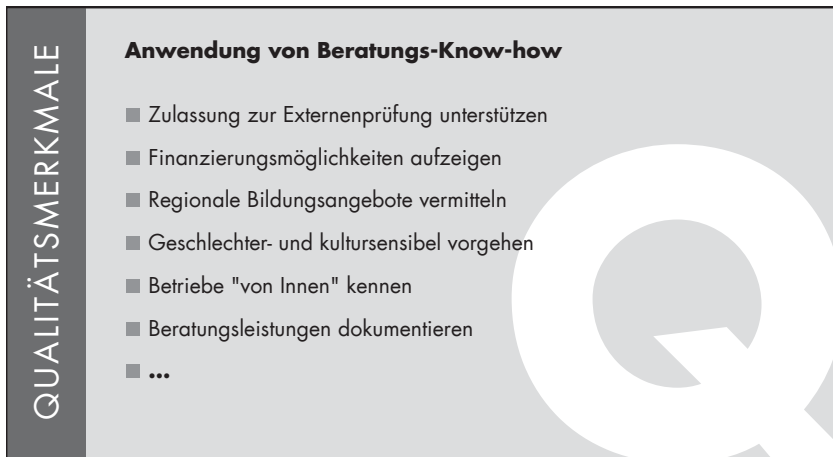 QUALITÄTSMERKMALE
Anwendung von Beratungs-Know-how
Zulassung zur Externenprüfung unterstützen
Finanzierungsmöglichkeiten aufzeigen
Regionale Bildungsangebote vermitteln
Geschlechter- und kultursensibel vorgehen
Betriebe "von Innen" kennen
Beratungsleistungen dokumentieren
...
Q